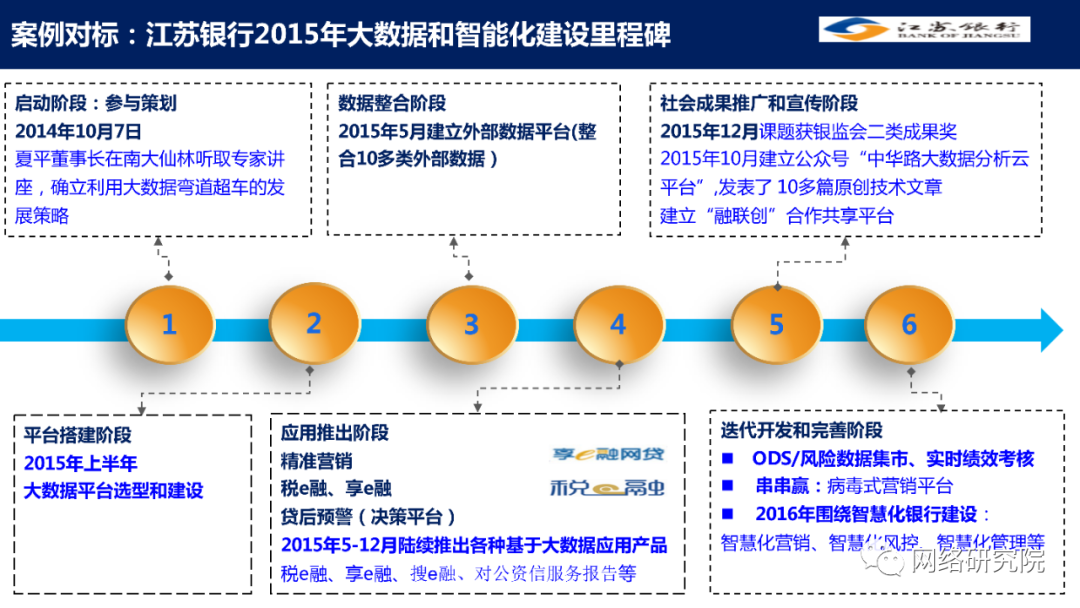 案例对标：江苏银行2015年大数据和智能化建设里程碑
江苏银行
BANK OF JIANGSU
启动阶段：参与策划
2014年10月7日
夏平董事长在南大仙林听取专家讲
座，确立利用大数据弯道超车的发
展策略
数据整合阶段
2015年5月建立外部数据平台(整
合10多类外部数据）
社会成果推广和宣传阶段
2015年12月课题获银监会二类成果奖
2015年10月建立公众号“中华路大数据分析云
平台”,发表了 10多篇原创技术文章
建立“融联创”合作共享平台
1
2
3
4
5
6
平台搭建阶段
2015年上半年
大数据平台选型和建设
应用推出阶段
精准营销
享e融网贷
税e融、享e融
税e融
贷后预警（决策平台）
2015年5-12月陆续推出各种基于大数据应用产品
税e融、享e融、搜e融、对公资信服务报告等
迭代开发和完善阶段
■ ODS/风险数据集市、实时绩效考核
■ 串串赢：病毒式营销平台
■ 2016年围绕智慧化银行建设：
智慧化营销、智慧化风控、智慧化管理等
网络研究院